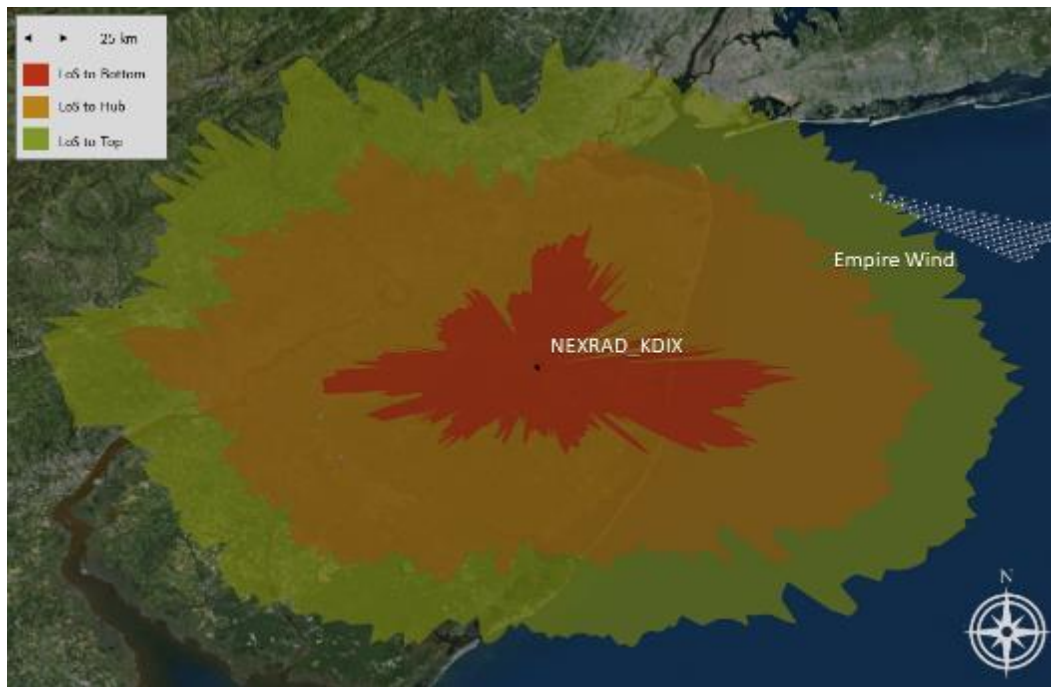 25 km
LoS to Bottom
LoS to Hub
LoS to Top
Empire Wind
NEXRAD_KDIX
N